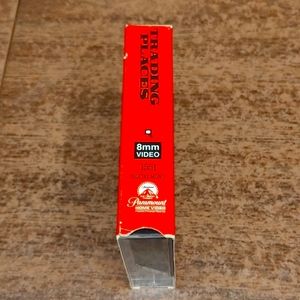 TRADING
PLACES
8mm
VIDEO
Paramount
HOME VIDEO